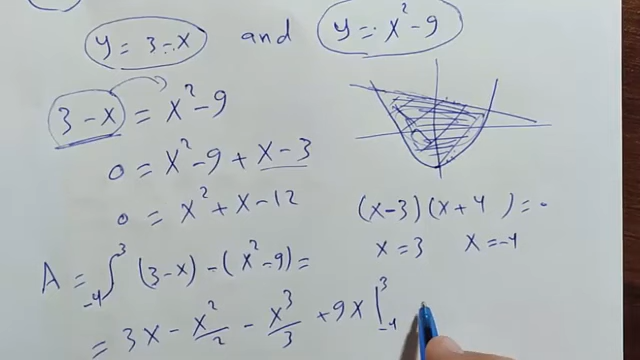 y = 3 - x and y = x² - 9
3 - x = x² - 9
0 = x² - 9 + x - 3
0 = x² + x - 12
(x-3)(x+4) = 0
x = 3 x = -4
A = ∫₋₄³ (3-x) - (x² - 9) =
= 3x - x²/2 - x³/3 + 9x |₋₄³